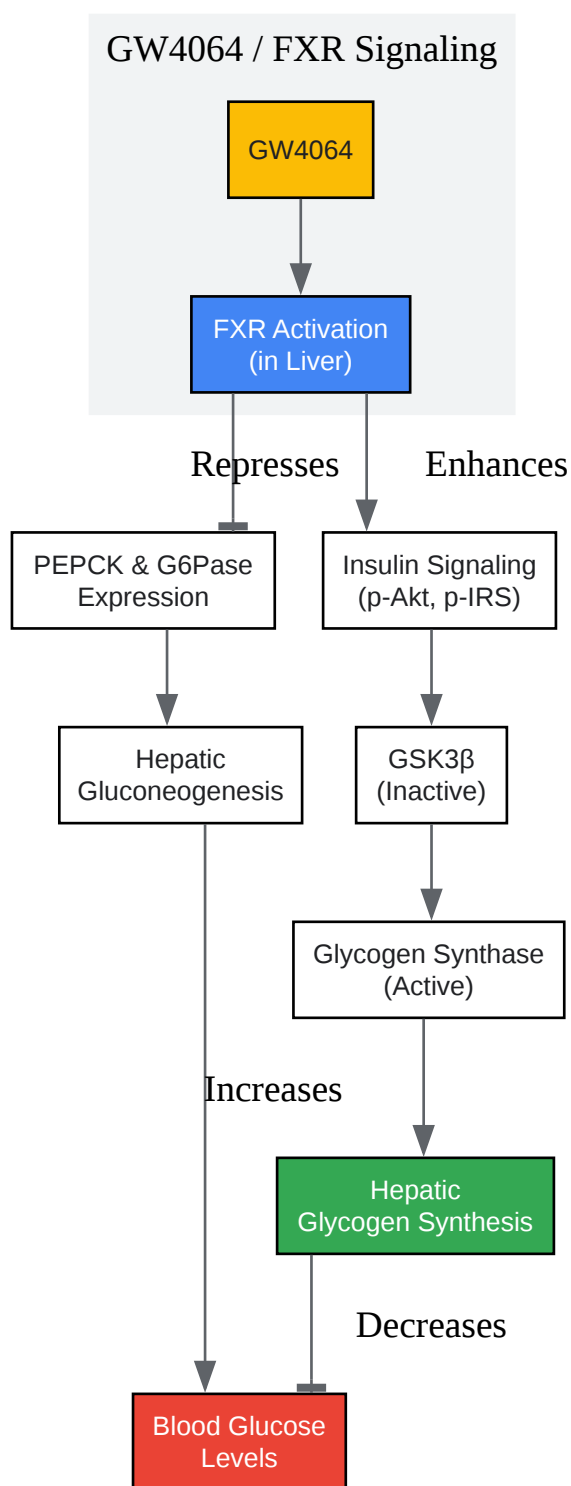 GW4064 / FXR Signaling
GW4064
FXR Activation
(in Liver)
Represses
Enhances
PEPCK & G6Pase
Expression
Insulin Signaling
(p-Akt, p-IRS)
Hepatic
Gluconeogenesis
GSK3β
(Inactive)
Glycogen Synthase
(Active)
Increases
Hepatic
Glycogen Synthesis
Decreases
Blood Glucose
Levels